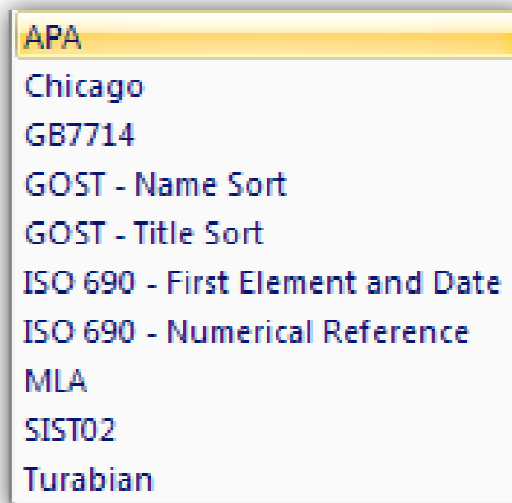 APA
Chicago
GB7714
GOST - Name Sort
GOST - Title Sort
ISO 690 - First Element and Date
ISO 690 - Numerical Reference
MLA
SIST02
Turabian